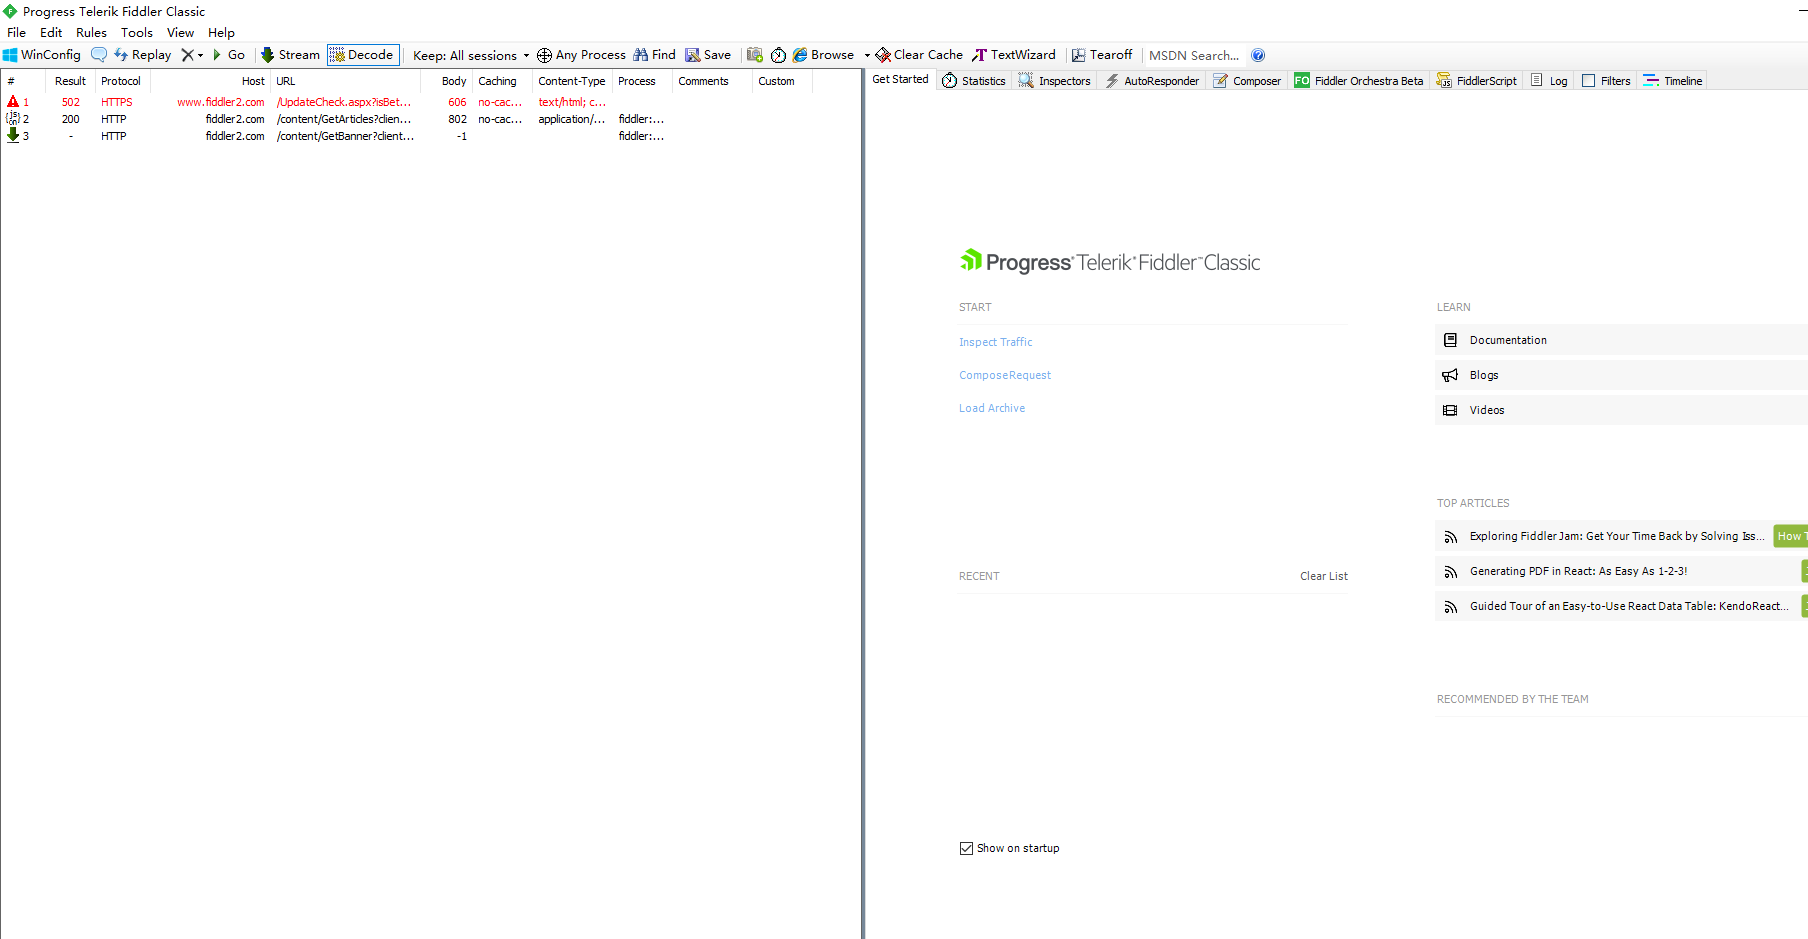 Progress Telerik Fiddler Classic
File Edit Rules Tools View Help
WinConfig Replay Go Stream Decode Keep: All sessions Any Process Find Save Browse Clear Cache TextWizard Tearoff MSDN Search...
# Result Protocol Host URL Body Caching Content-Type Process Comments Custom
1 502 HTTPS www.fiddler2.com /UpdateCheck.aspx?isBet... 606 no-cac... text/html; c...
2 200 HTTP fiddler2.com /content/GetArticles?clien... 802 no-cac... application/... fiddler:...
3 - HTTP fiddler2.com /content/GetBanner?client... -1 fiddler:...
Get Started Statistics Inspectors AutoResponder Composer FO Fiddler Orchestra Beta FiddlerScript Log Filters Timeline
Progress Telerik Fiddler Classic
START
Inspect Traffic
Compose Request
Load Archive
RECENT Clear List
Show on startup
LEARN
Documentation
Blogs
Videos
TOP ARTICLES
Exploring Fiddler Jam: Get Your Time Back by Solving Iss... How
Generating PDF in React: As Easy As 1-2-3!
Guided Tour of an Easy-to-Use React Data Table: KendoReact...
RECOMMENDED BY THE TEAM